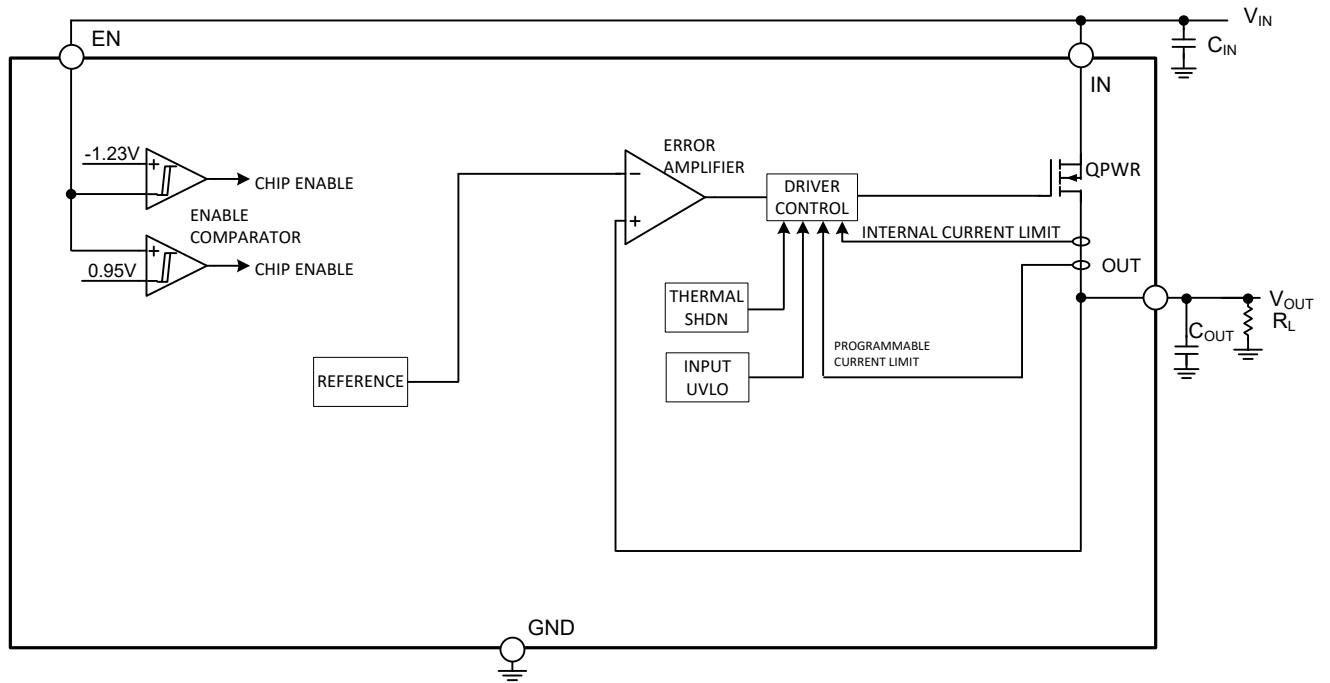 EN
V_IN
C_IN
IN
-1.23V
+
CHIP ENABLE
ENABLE
COMPARATOR
+
0.95V
CHIP ENABLE
ERROR
AMPLIFIER
−
+
DRIVER
CONTROL
QPWR
INTERNAL CURRENT LIMIT
OUT
THERMAL
SHDN
PROGRAMMABLE
CURRENT LIMIT
INPUT
UVLO
REFERENCE
V_OUT
R_L
C_OUT
GND